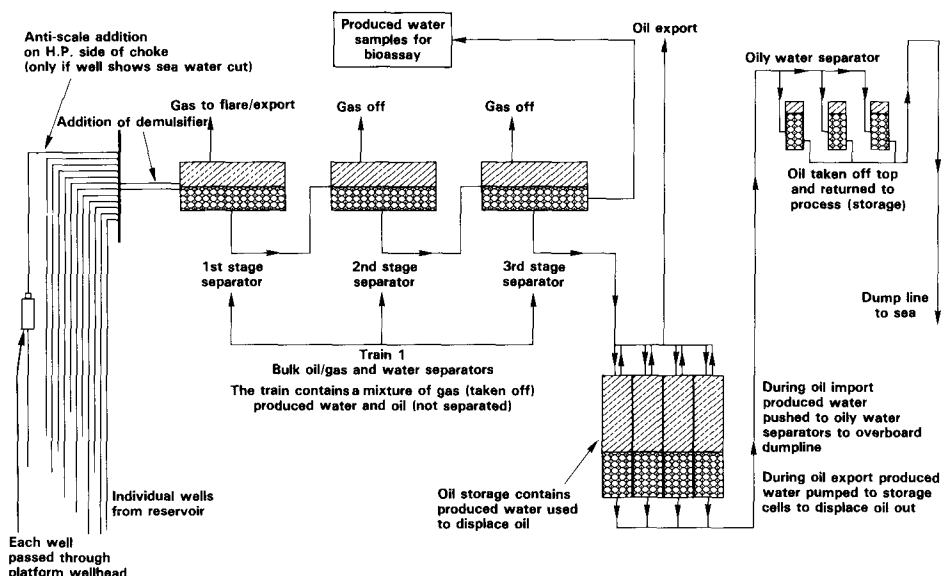 Anti-scale addition
on H.P. side of choke
(only if well shows sea water cut)
Addition of demulsifier
Gas to flare/export
Gas off
Gas off
Produced water
samples for
bioassay
Oil export
Oily water separator
Oil taken off top
and returned to
process (storage)
Dump line
to sea
1st stage
separator
2nd stage
separator
3rd stage
separator
Train 1
Bulk oil/gas and water separators
The train contains a mixture of gas (taken off)
produced water and oil (not separated)
Individual wells
from reservoir
Each well
passed through
platform wellhead
Oil storage contains
produced water used
to displace oil
During oil import
produced water
pushed to oily water
separators to overboard
dumpline
During oil export produced
water pumped to storage
cells to displace oil out